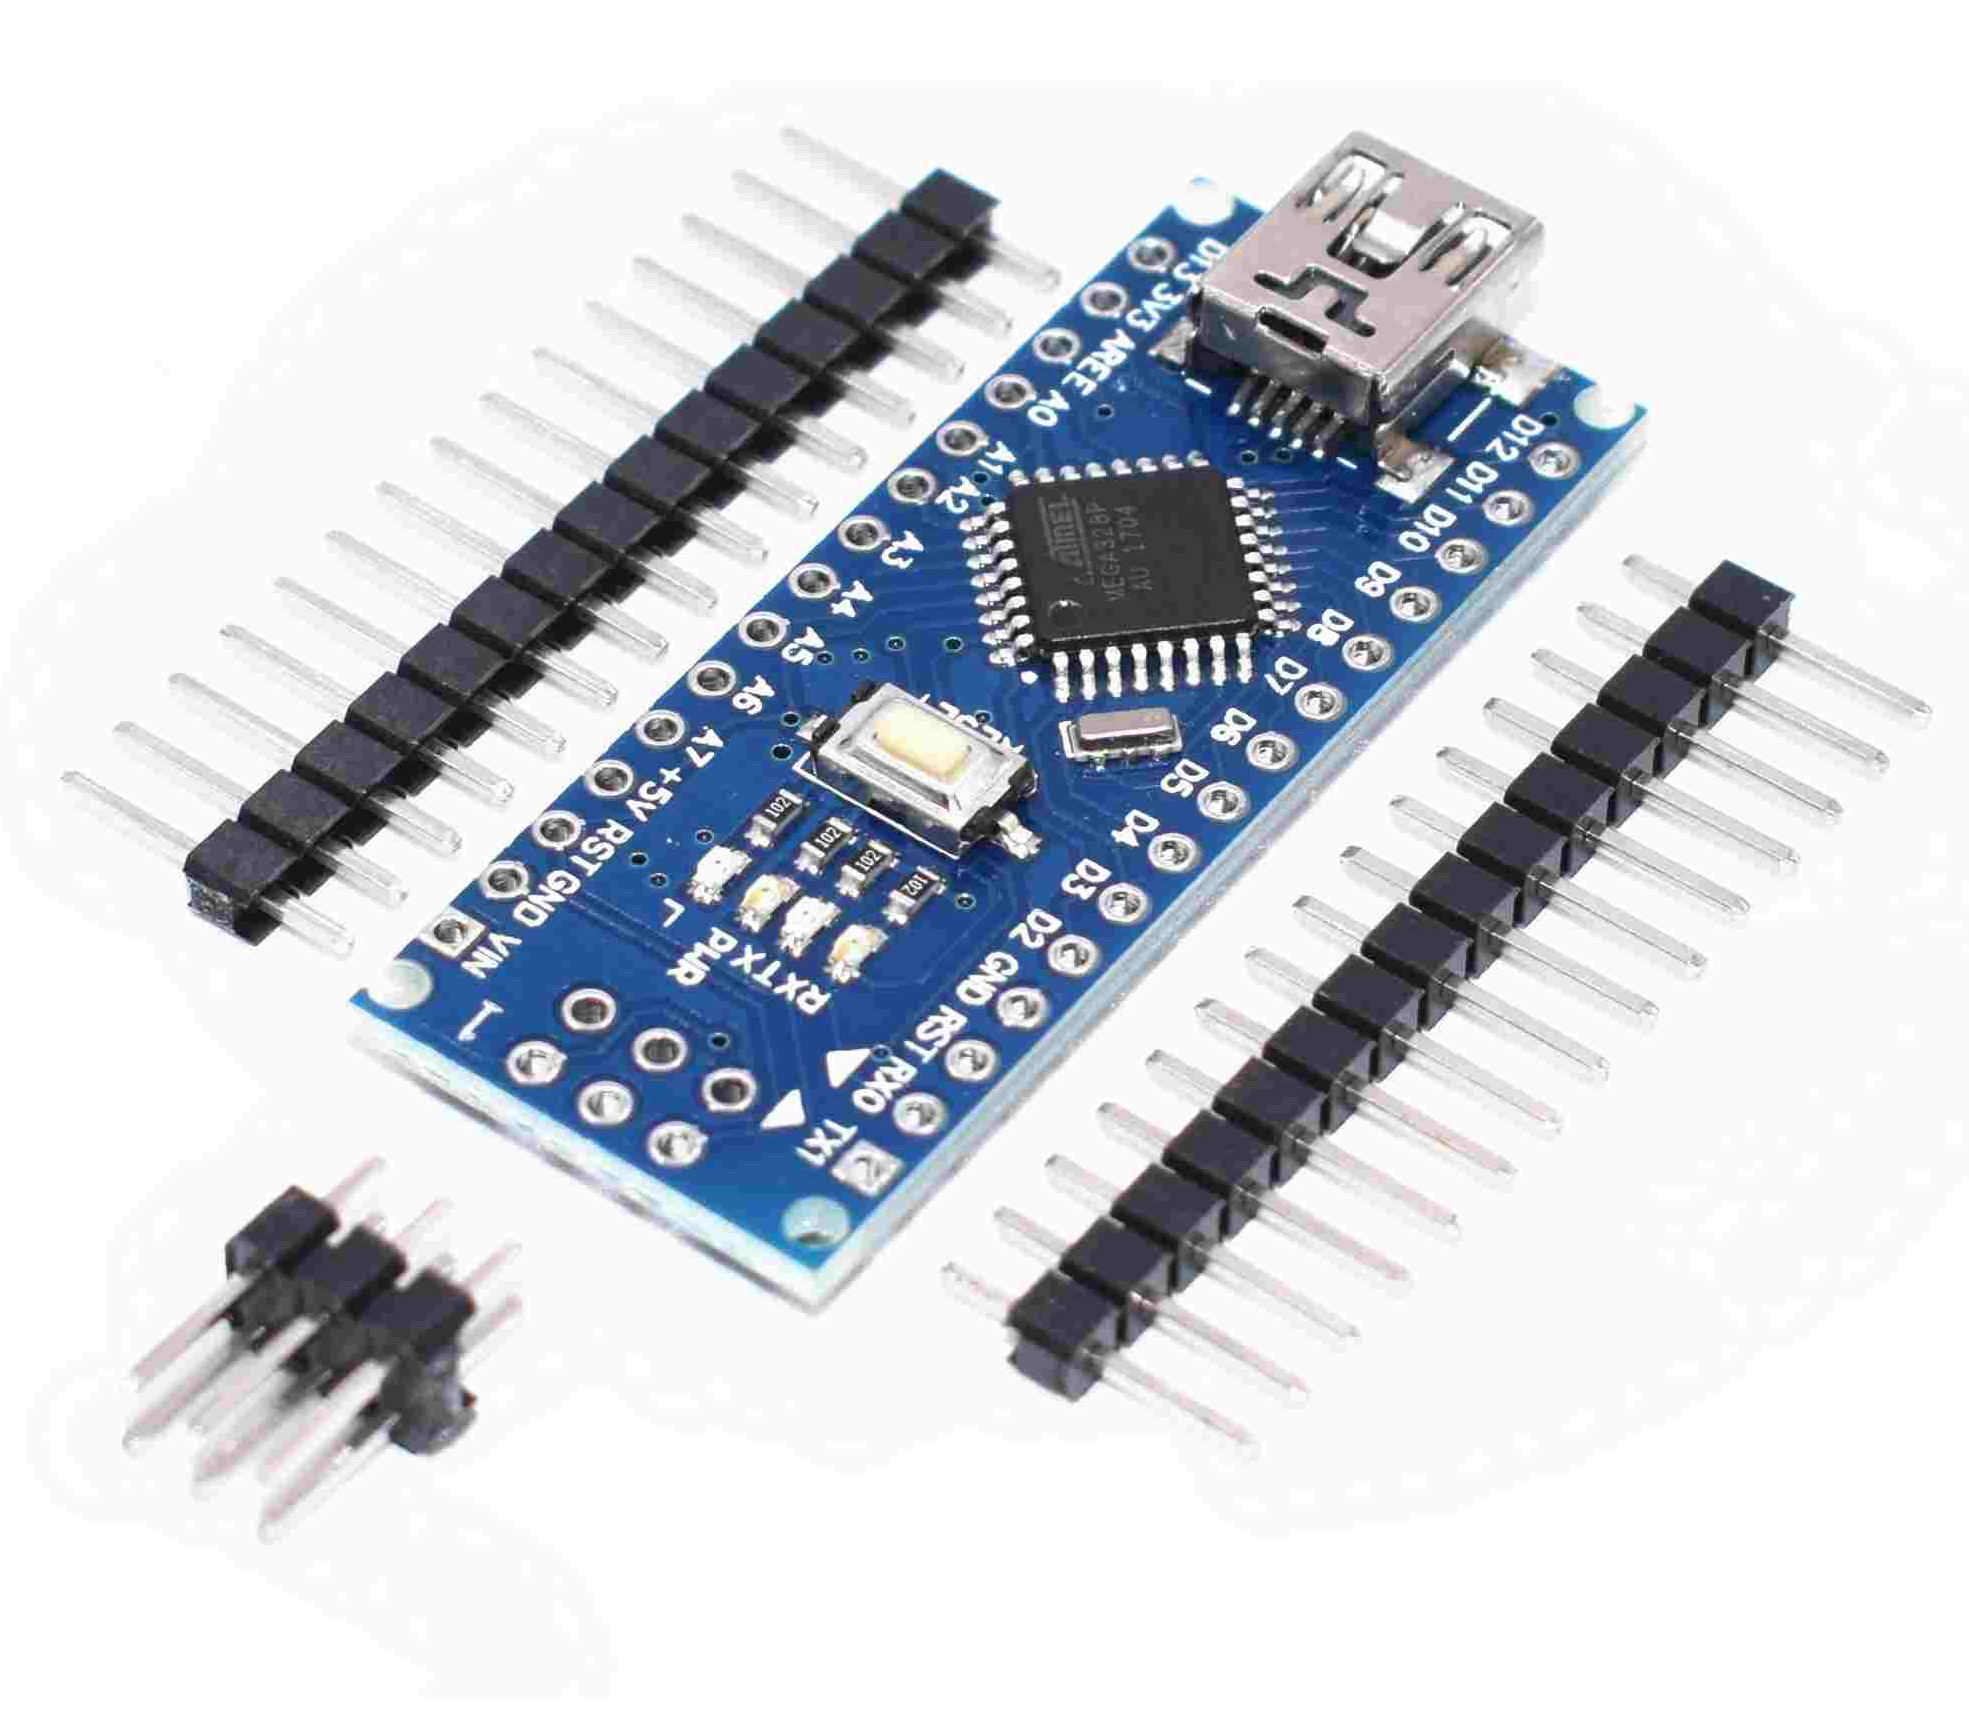 D13 3V3 AREE A0 A1 A2 A3 A4 A5 A6 A7 +5V RST GND VIN
D12 D11 D10 D9 D8 D7 D6 D5 D4 D3 D2 GND RST RX0 TX1
ATMEL
MEGA328P
AU 1704
102
102
102
102
L
PWR
TX
RX
1